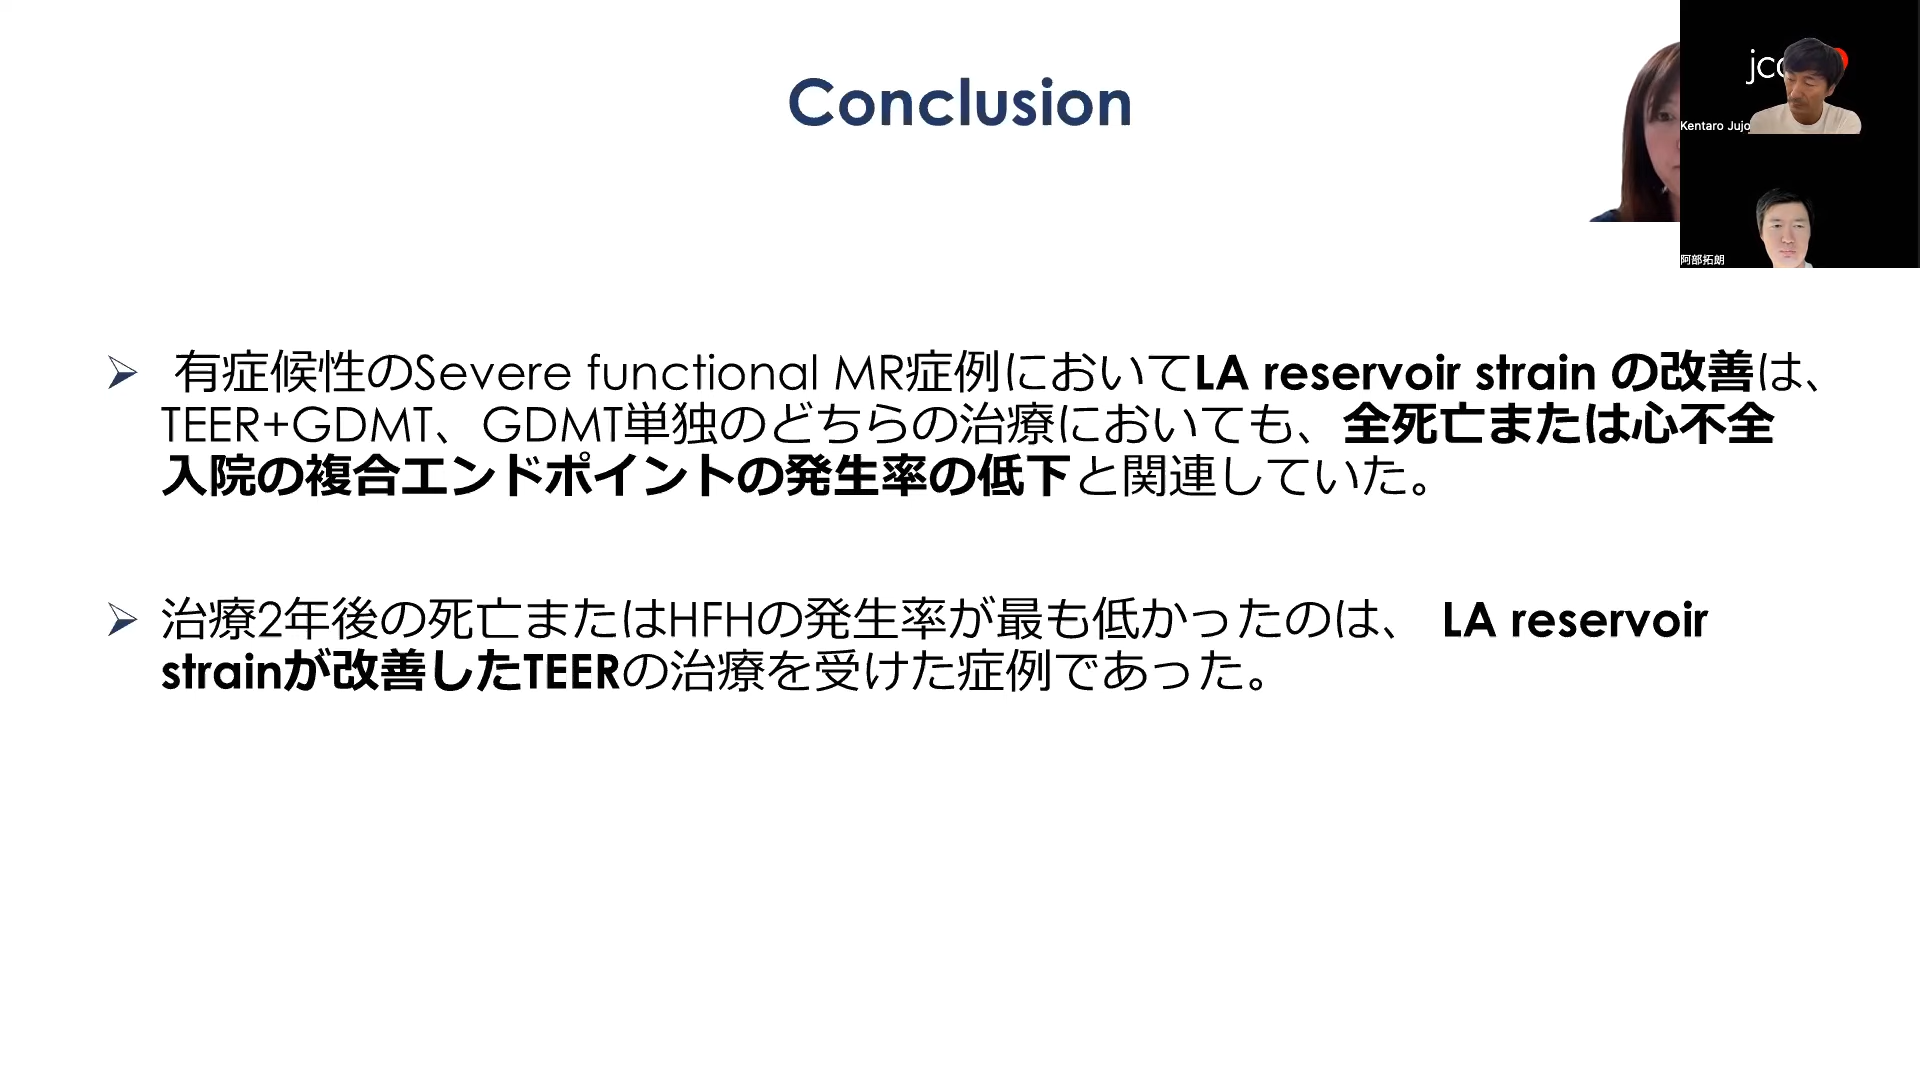 Conclusion
Kentaro Jujo
阿部拓朗
➢ 有症候性のSevere functional MR症例においてLA reservoir strain の改善は、
TEER+GDMT、GDMT単独のどちらの治療においても、全死亡または心不全
入院の複合エンドポイントの発生率の低下と関連していた。
➢ 治療2年後の死亡またはHFHの発生率が最も低かったのは、 LA reservoir
strainが改善したTEERの治療を受けた症例であった。